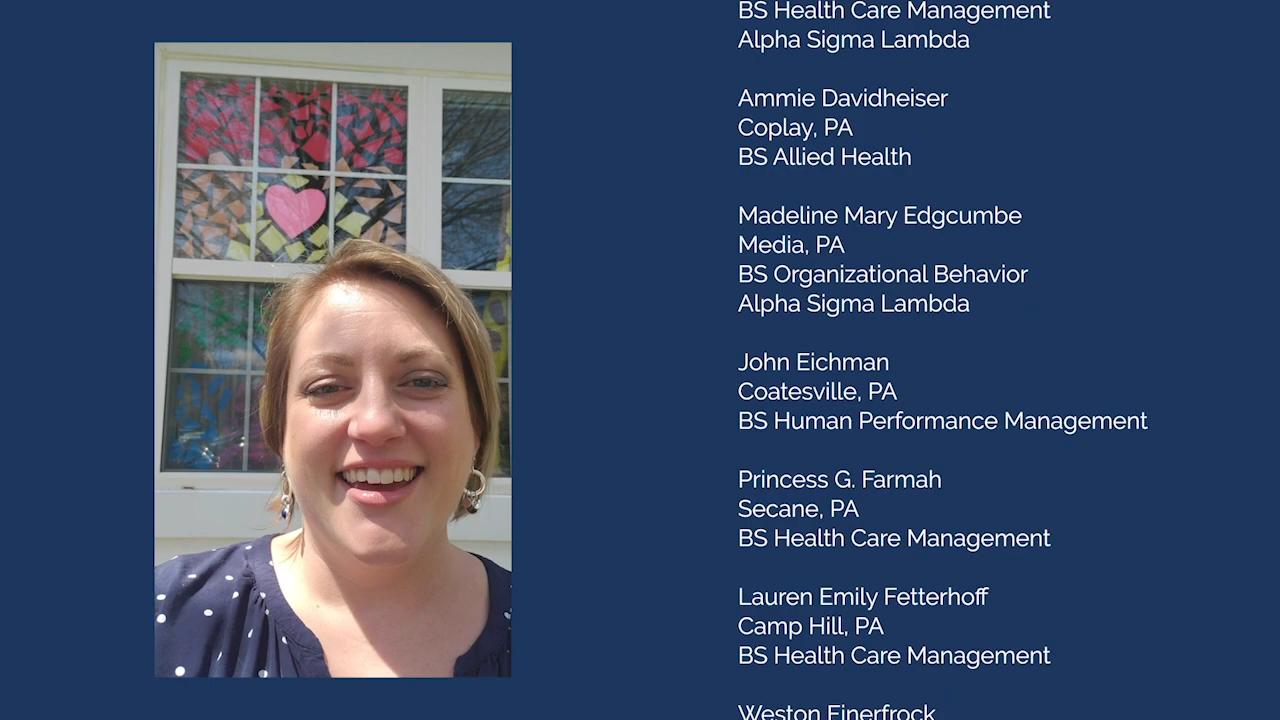 BS Health Care Management
Alpha Sigma Lambda
Ammie Davidheiser
Coplay, PA
BS Allied Health
Madeline Mary Edgcumbe
Media, PA
BS Organizational Behavior
Alpha Sigma Lambda
John Eichman
Coatesville, PA
BS Human Performance Management
Princess G. Farmah
Secane, PA
BS Health Care Management
Lauren Emily Fetterhoff
Camp Hill, PA
BS Health Care Management
Weston Finerfrock